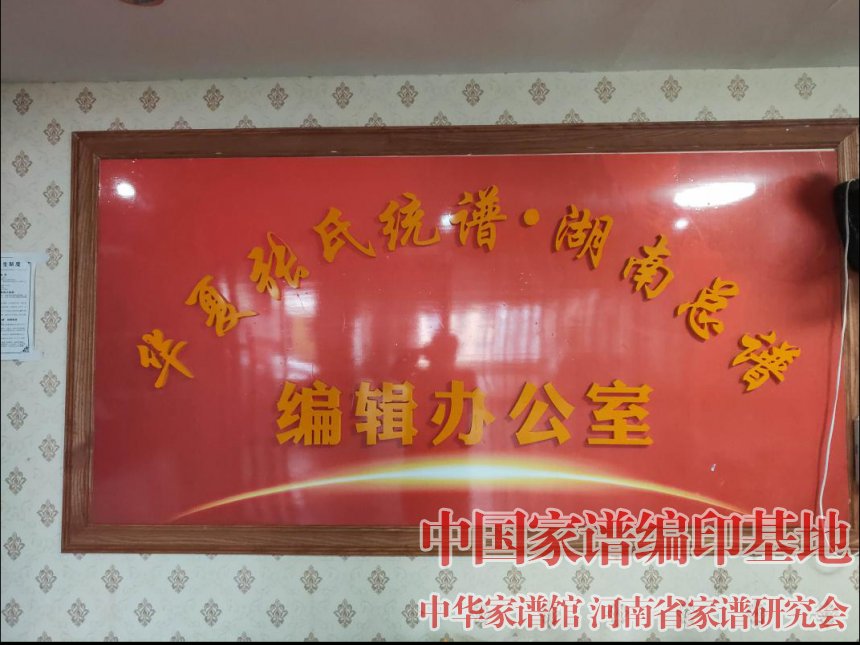 华夏张氏统谱·湖南总谱
编辑办公室
中国家谱编印基地
中华家谱馆 河南省家谱研究会